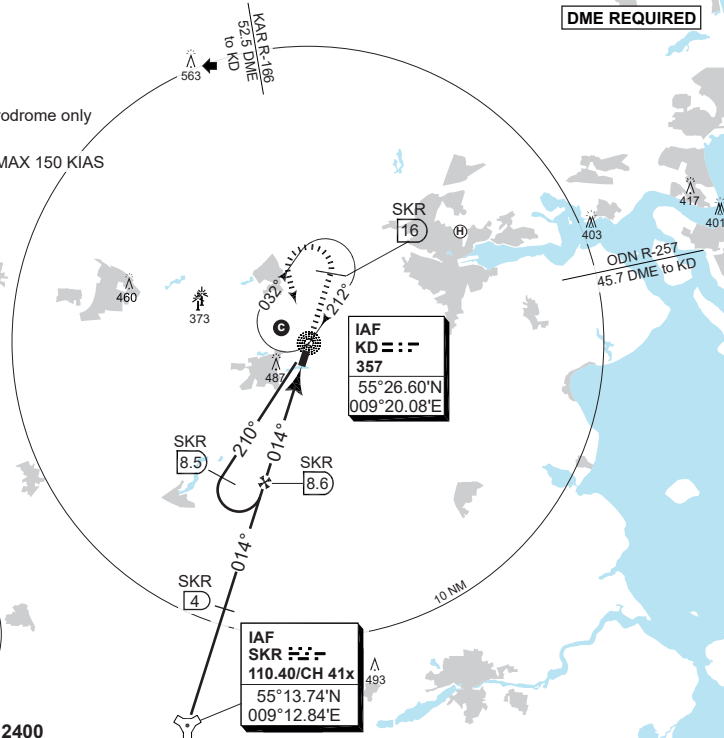 DME REQUIRED
KAR R-166
52.5 DME
to KD
563
rodrome only
MAX 150 KIAS
417
401
403
SKR
16
H
ODN R-257
45.7 DME to KD
460
373
032°
212°
C
487
IAF
KD
357
55°26.60'N
009°20.08'E
210°
014°
SKR
8.5
SKR
8.6
014°
SKR
4
10 NM
IAF
SKR
110.40/CH 41x
55°13.74'N
009°12.84'E
493
2400